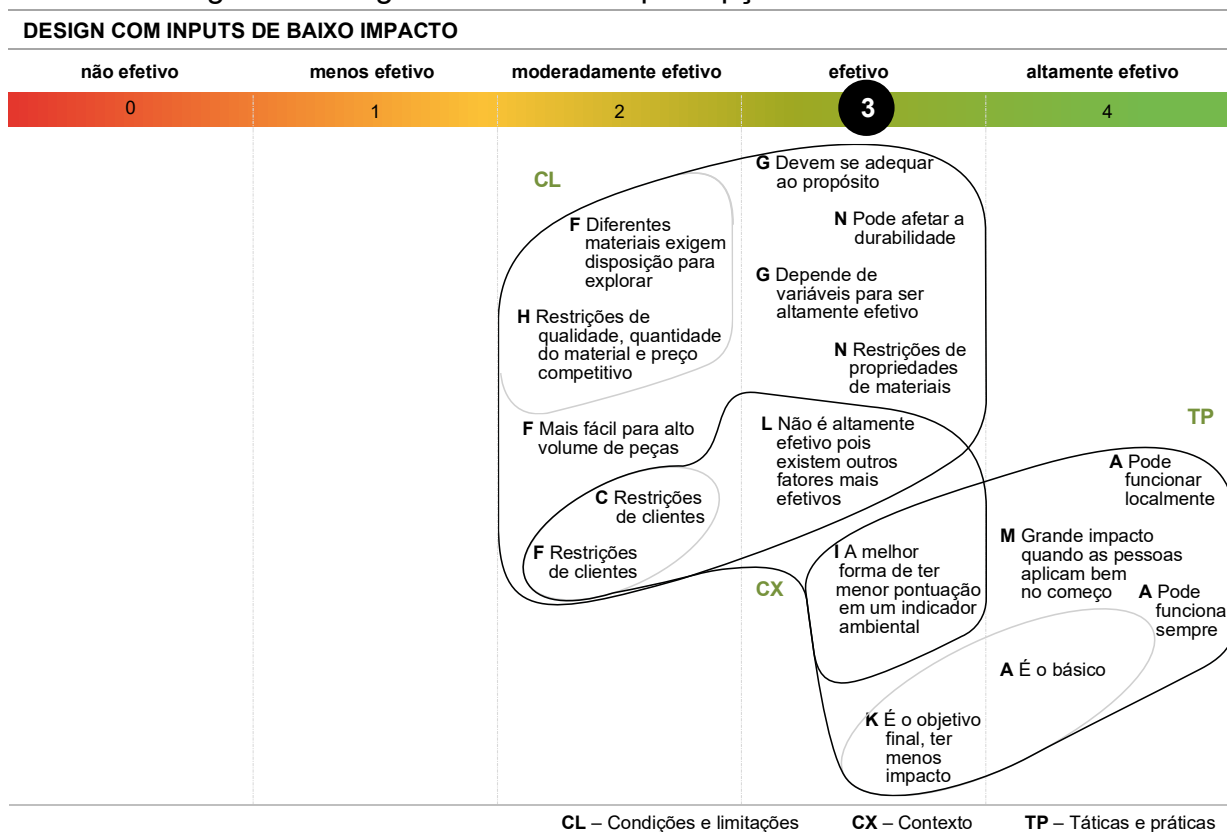 DESIGN COM INPUTS DE BAIXO IMPACTO
não efetivo
menos efetivo
moderadamente efetivo
efetivo
altamente efetivo
0
1
2
3
4
CL
F Diferentes
materiais exigem
disposição para
explorar
H Restrições de
qualidade, quantidade
do material e preço
competitivo
F Mais fácil para alto
volume de peças
C Restrições
de clientes
F Restrições
de clientes
G Devem se adequar
ao propósito
N Pode afetar a
durabilidade
G Depende de
variáveis para ser
altamente efetivo
N Restrições de
propriedades
de materiais
L Não é altamente
efetivo pois
existem outros
fatores mais
efetivos
CX
I A melhor
forma de ter
menor pontuação
em um indicador
ambiental
K É o objetivo
final, ter
menos
impacto
TP
A Pode
funcionar
localmente
M Grande impacto
quando as pessoas
aplicam bem
no começo
A Pode
funciona
sempre
A É o básico
CL – Condições e limitações
CX – Contexto
TP – Táticas e práticas